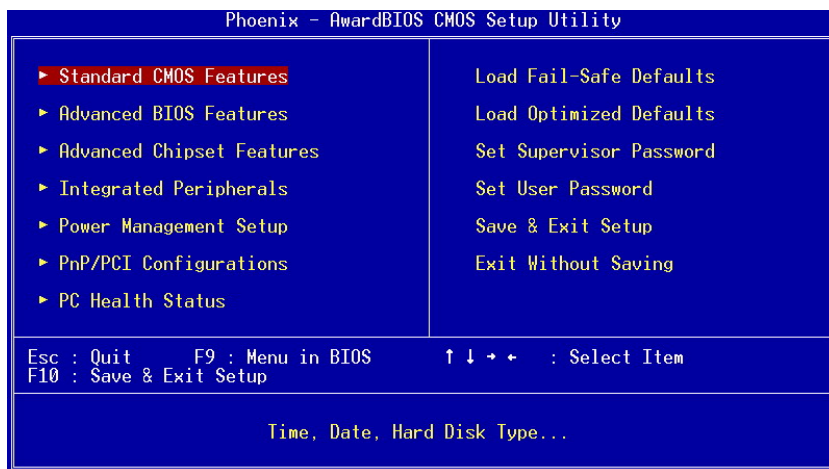 Phoenix - AwardBIOS CMOS Setup Utility
► Standard CMOS Features
► Advanced BIOS Features
► Advanced Chipset Features
► Integrated Peripherals
► Power Management Setup
► PnP/PCI Configurations
► PC Health Status
Load Fail-Safe Defaults
Load Optimized Defaults
Set Supervisor Password
Set User Password
Save & Exit Setup
Exit Without Saving
Esc : Quit F9 : Menu in BIOS ↑ ↓ → ← : Select Item
F10 : Save & Exit Setup
Time, Date, Hard Disk Type...